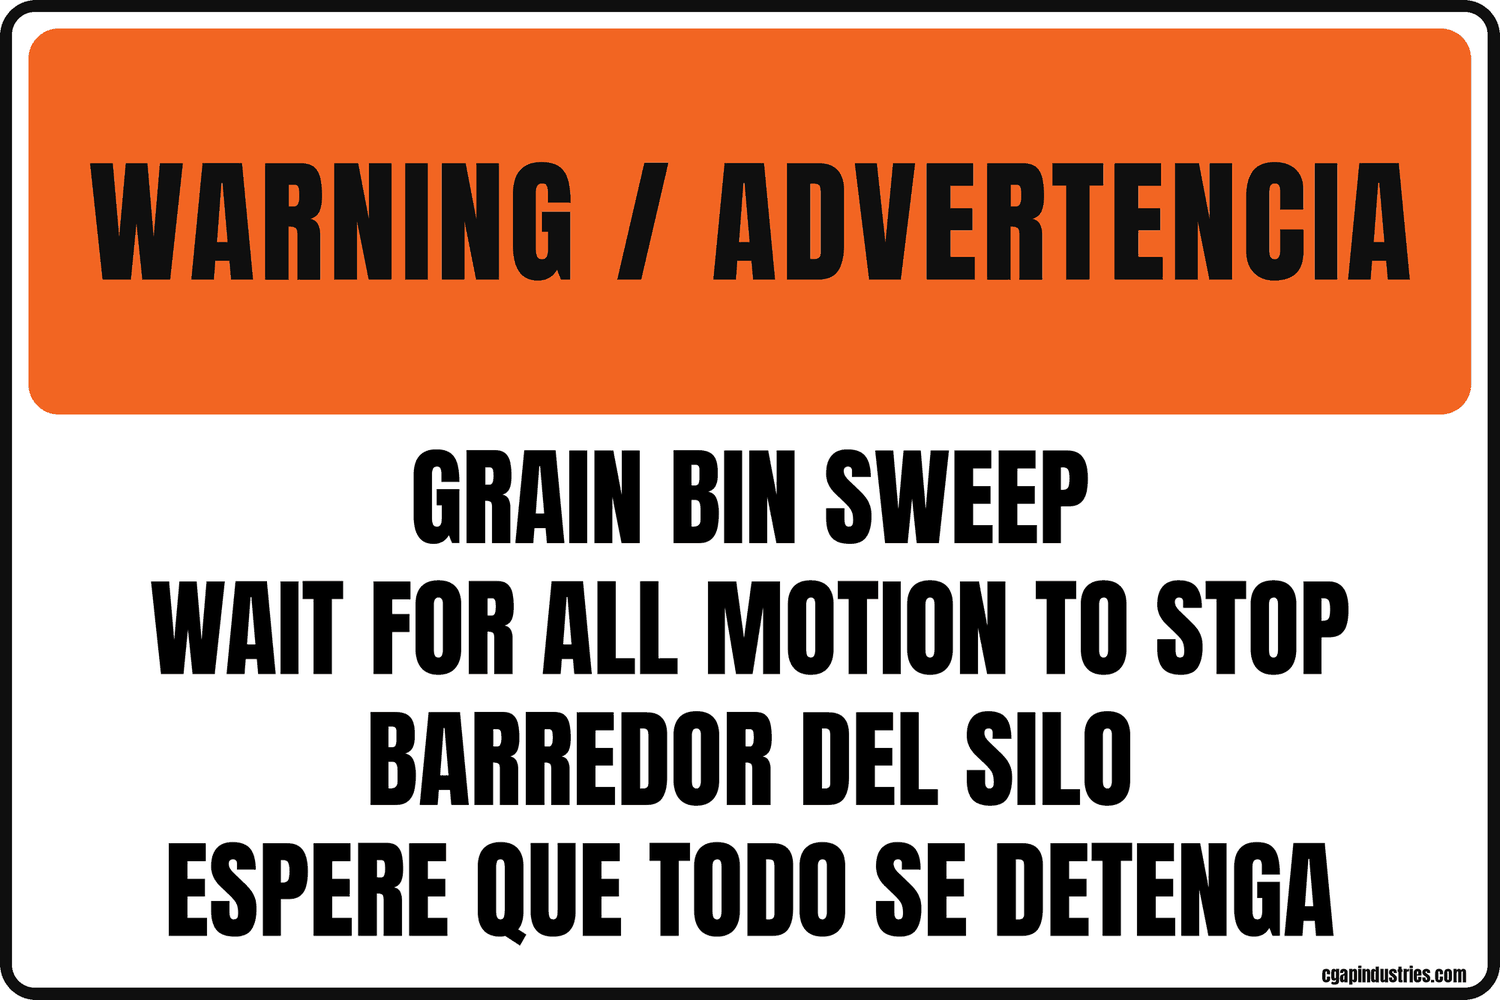 WARNING / ADVERTENCIA
GRAIN BIN SWEEP
WAIT FOR ALL MOTION TO STOP
BARREDOR DEL SILO
ESPERE QUE TODO SE DETENGA
cgapindustries.com